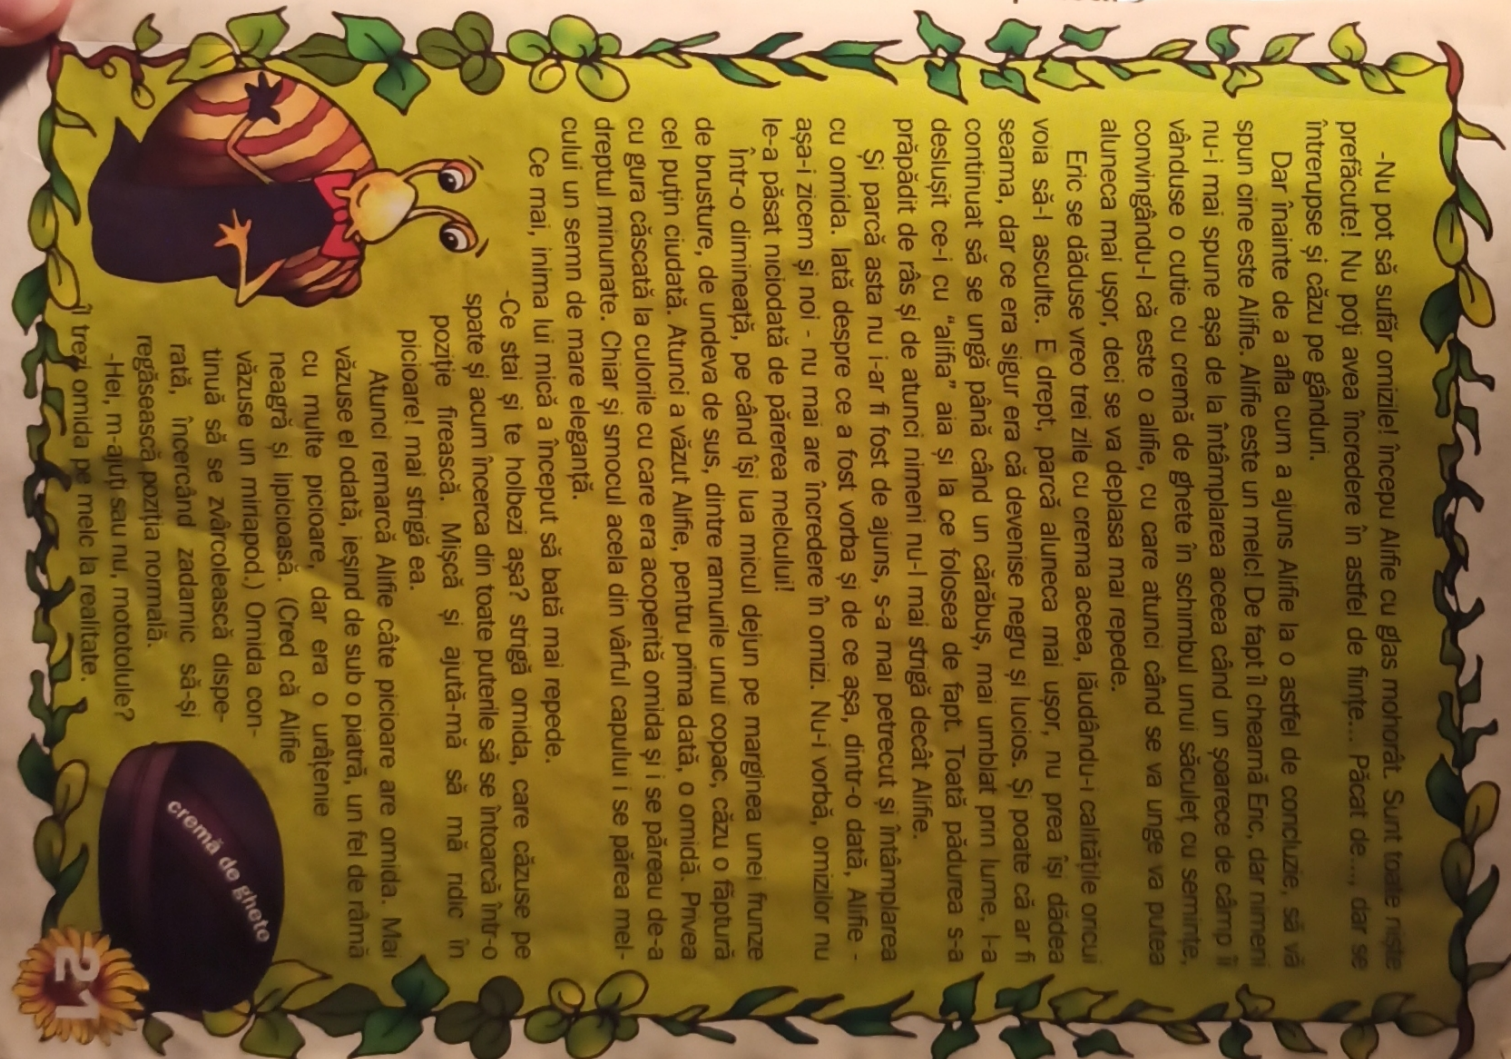 -Nu pot să sufăr omizile! începu Alifie cu glas mohorât. Sunt toate niște
prefăcute! Nu poți avea încredere în astfel de ființe... Păcat de..., dar se
întrerupse și căzu pe gânduri.
Dar înainte de a afla cum a ajuns Alifie la o astfel de concluzie, să vă
spun cine este Alifie. Alifie este un melc! De fapt îl cheamă Eric, dar nimeni
nu-i mai spune așa de la întâmplarea aceea când un șoarece de câmp îi
vânduse o cutie cu cremă de ghete în schimbul unui săculeț cu semințe,
convingându-l că este o alifie, cu care atunci când se va unge va putea
aluneca mai ușor, deci se va deplasa mai repede.
Eric se dăduse vreo trei zile cu crema aceea, lăudându-i calitățile oricui
voia să-l asculte. E drept, parcă aluneca mai ușor, nu prea își dădea
seama, dar ce era sigur era că devenise negru și lucios. Și poate că ar fi
continuat să se ungă până când un cărăbuș, mai umblat prin lume, l-a
deslușit ce-i cu "alifia" aia și la ce folosea de fapt. Toată pădurea s-a
prăpădit de râs și de atunci nimeni nu-l mai strigă decât Alifie.
Și parcă asta nu i-ar fi fost de ajuns, s-a mai petrecut și întâmplarea
cu omida. Iată despre ce a fost vorba și de ce așa, dintr-o dată, Alifie -
așa-i zicem și noi - nu mai are încredere în omizi. Nu-i vorbă, omizilor nu
le-a păsat niciodată de părerea melcului!
Într-o dimineață, pe când își lua micul dejun pe marginea unei frunze
de brusture, de undeva de sus, dintre ramurile unui copac, căzu o făptură
cel puțin ciudată. Atunci a văzut Alifie, pentru prima dată, o omidă. Privea
cu gura căscată la culorile cu care era acoperită omida și i se păreau de-a
dreptul minunate. Chiar și smocul acela din vârful capului i se părea mel-
cului un semn de mare eleganță.
Ce mai, inima lui mică a început să bată mai repede.
-Ce stai și te holbezi așa? strigă omida, care căzuse pe
spate și acum încerca din toate puterile să se întoarcă într-o
poziție firească. Mișcă și ajută-mă să mă ridic în
picioare! mai strigă ea.
Atunci remarcă Alifie câte picioare are omida. Mai
văzuse el odată, ieșind de sub o piatră, un fel de râmă
cu multe picioare, dar era o urâțenie
neagră și lipicioasă. (Cred că Alifie
văzuse un miriapod.) Omida con-
tinuă să se zvârcolească dispe-
rată, încercând zadarnic să-și
regăsească poziția normală.
-Hei, m-ajuți sau nu, mototolule?
îl trezi omida pe melc la realitate.
cremă de ghete
21